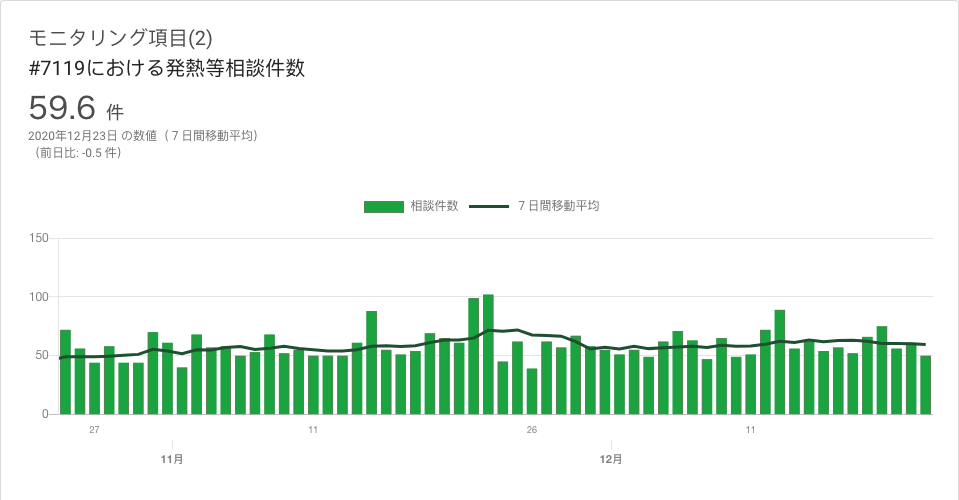 モニタリング項目(2)
#7119における発熱等相談件数
59.6 件
2020年12月23日 の数値（７日間移動平均）
（前日比: -0.5 件）
相談件数 ７日間移動平均
150
100
50
0
27 11 26 11
11月 12月